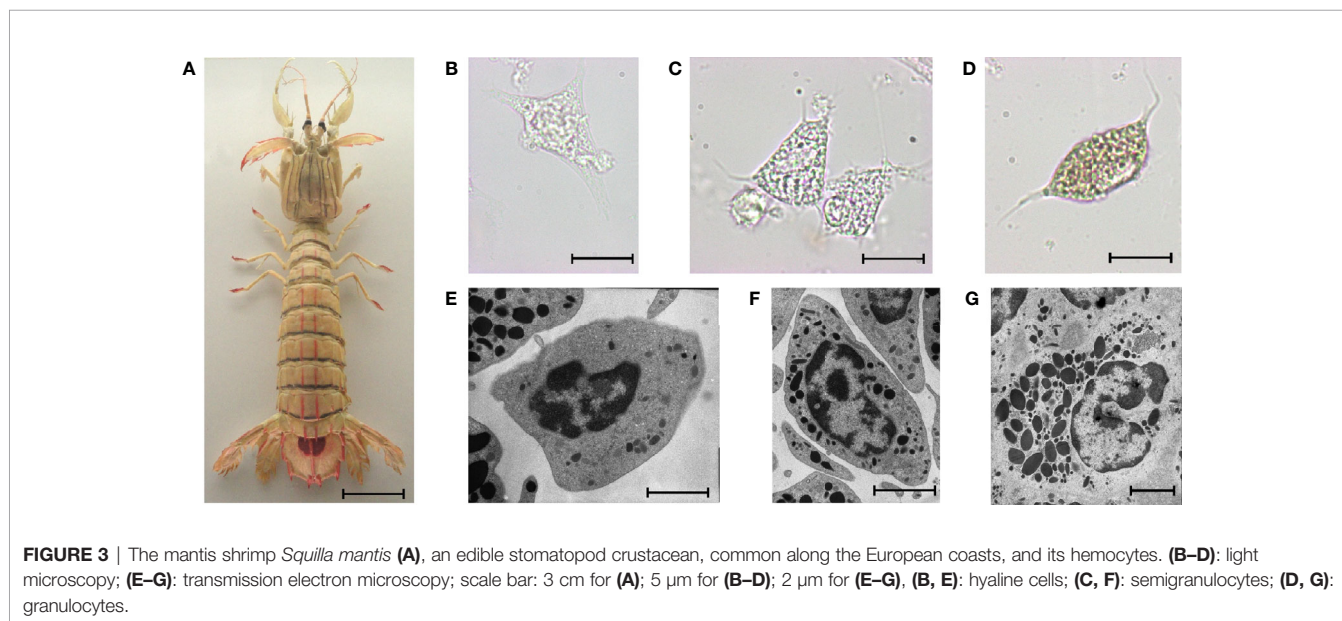 A
B
C
D
E
F
G
FIGURE 3 | The mantis shrimp Squilla mantis (A), an edible stomatopod crustacean, common along the European coasts, and its hemocytes. (B–D): light
microscopy; (E–G): transmission electron microscopy; scale bar: 3 cm for (A); 5 µm for (B–D); 2 µm for (E–G), (B, E): hyaline cells; (C, F): semigranulocytes; (D, G):
granulocytes.